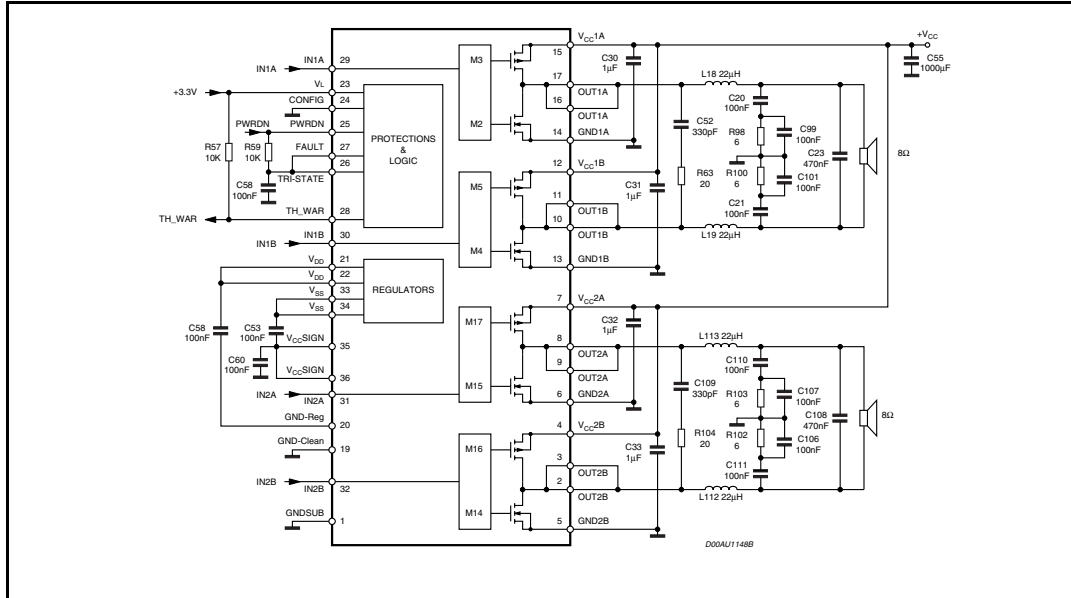 VCC1A
+VCC
15
C30
1µF
C55
1000µF
IN1A
29
IN1A
M3
17
OUT1A
16
OUT1A
M2
14
GND1A
L18 22µH
C20
100nF
C52
330pF
R98
6
C99
100nF
C23
470nF
8Ω
R63
20
R100
6
C101
100nF
C21
100nF
L19 22µH
+3.3V
VL
23
CONFIG
24
PWRDN
PWRDN
25
R57
10K
R59
10K
FAULT
27
26
TRI-STATE
C58
100nF
PROTECTIONS
&
LOGIC
TH_WAR
TH_WAR
28
12
VCC1B
M5
C31
1µF
11
OUT1B
10
OUT1B
M4
13
GND1B
IN1B
30
IN1B
VDD
21
VDD
22
VSS
33
VSS
34
REGULATORS
C58
100nF
C53
100nF
VCCSIGN
35
C60
100nF
VCCSIGN
36
IN2A
IN2A
31
GND-Reg
20
GND-Clean
19
7
VCC2A
M17
C32
1µF
8
OUT2A
9
OUT2A
M15
6
GND2A
L113 22µH
C110
100nF
C109
330pF
R103
6
C107
100nF
C108
470nF
8Ω
R104
20
R102
6
C106
100nF
C111
100nF
L112 22µH
4
VCC2B
M16
C33
1µF
3
OUT2B
2
OUT2B
M14
5
GND2B
IN2B
IN2B
32
GNDSUB
1
D00AU1148B